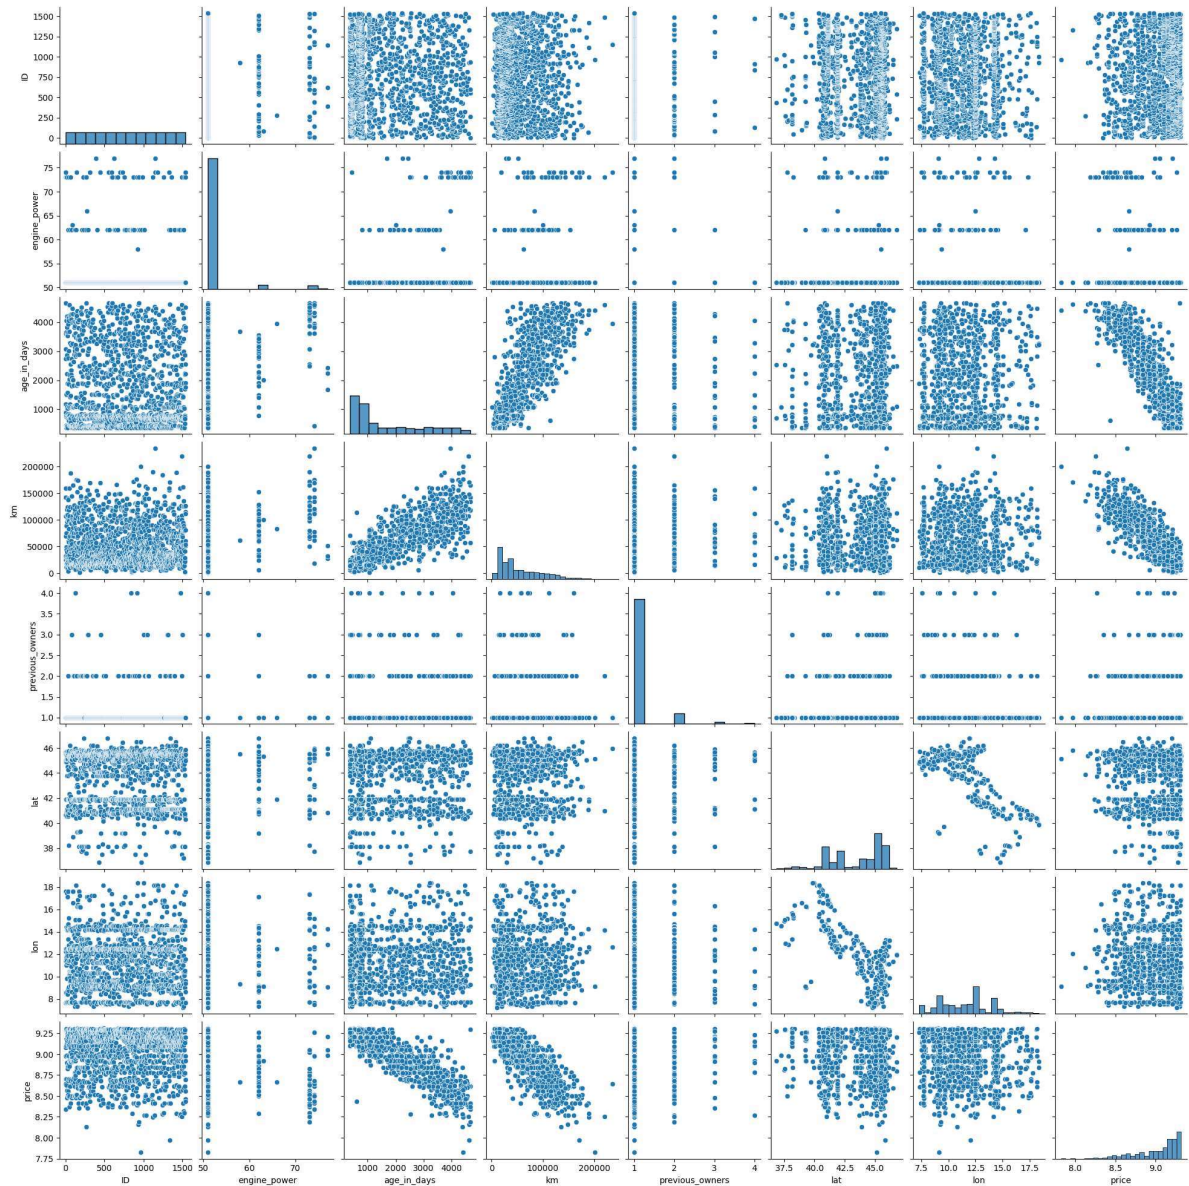 1500
1250
1000
750
500
250
0
ID
75
70
65
60
55
50
engine_power
4000
3000
2000
1000
age_in_days
200000
150000
100000
50000
0
km
4.0
3.5
3.0
2.5
2.0
1.5
1.0
previous_owners
46
44
42
40
38
lat
18
16
14
12
10
8
lon
9.25
9.00
8.75
8.50
8.25
8.00
7.75
price
0 500 1000 1500
ID
50 60 70
engine_power
1000 2000 3000 4000
age_in_days
0 100000 200000
km
1 2 3 4
previous_owners
37.5 40.0 42.5 45.0
lat
7.5 10.0 12.5 15.0 17.5
lon
8.0 8.5 9.0
price